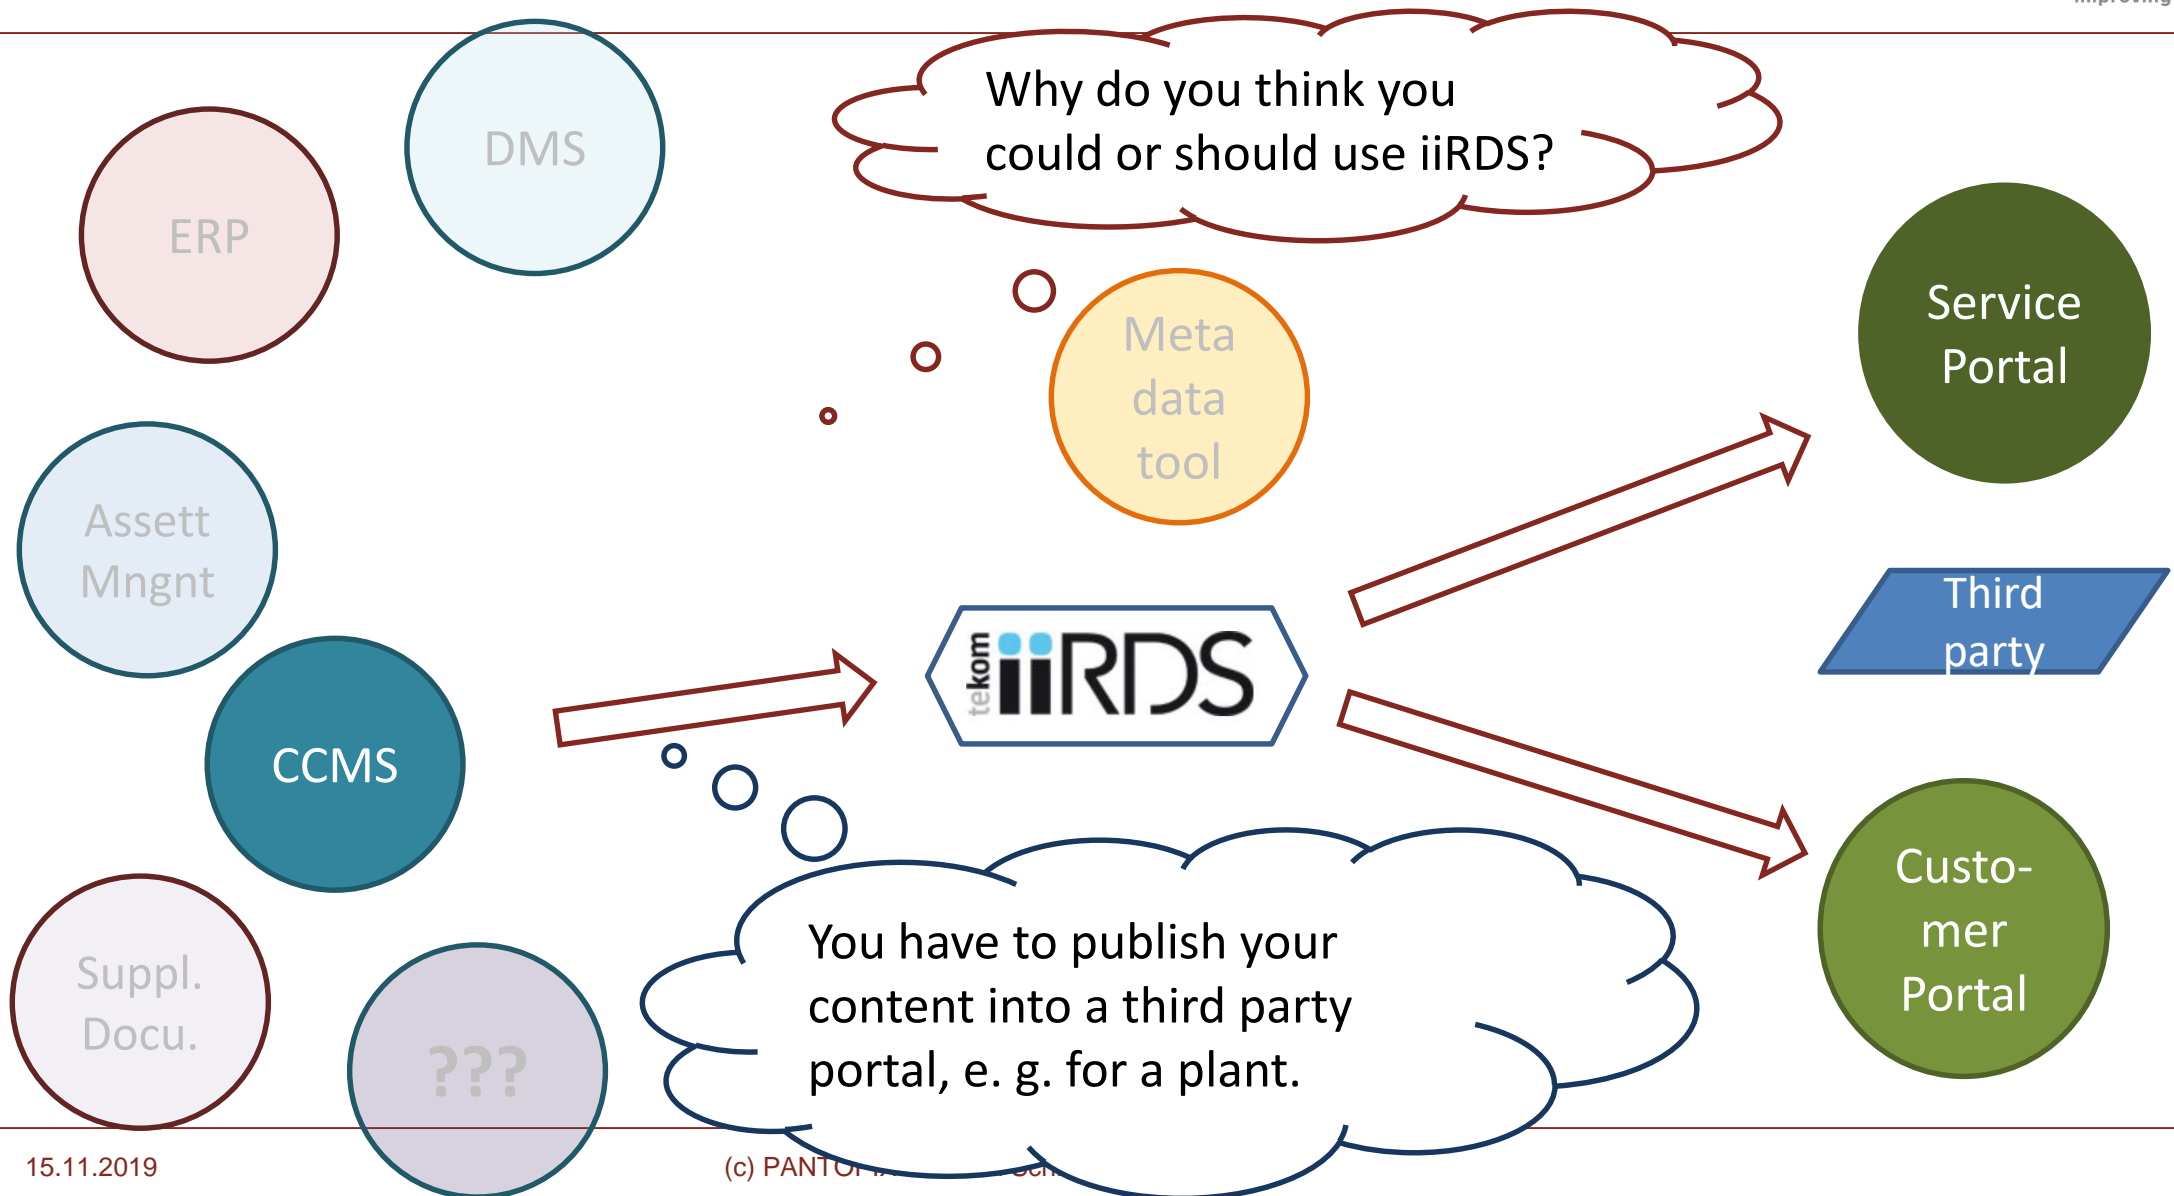 improving
DMS
ERP
Why do you think you
could or should use iiRDS?
Meta
data
tool
Service
Portal
Assett
Mngnt
Third
party
tekom
iiRDS
CCMS
Custo-
mer
Portal
You have to publish your
content into a third party
portal, e. g. for a plant.
Suppl.
Docu.
???
15.11.2019
(c)